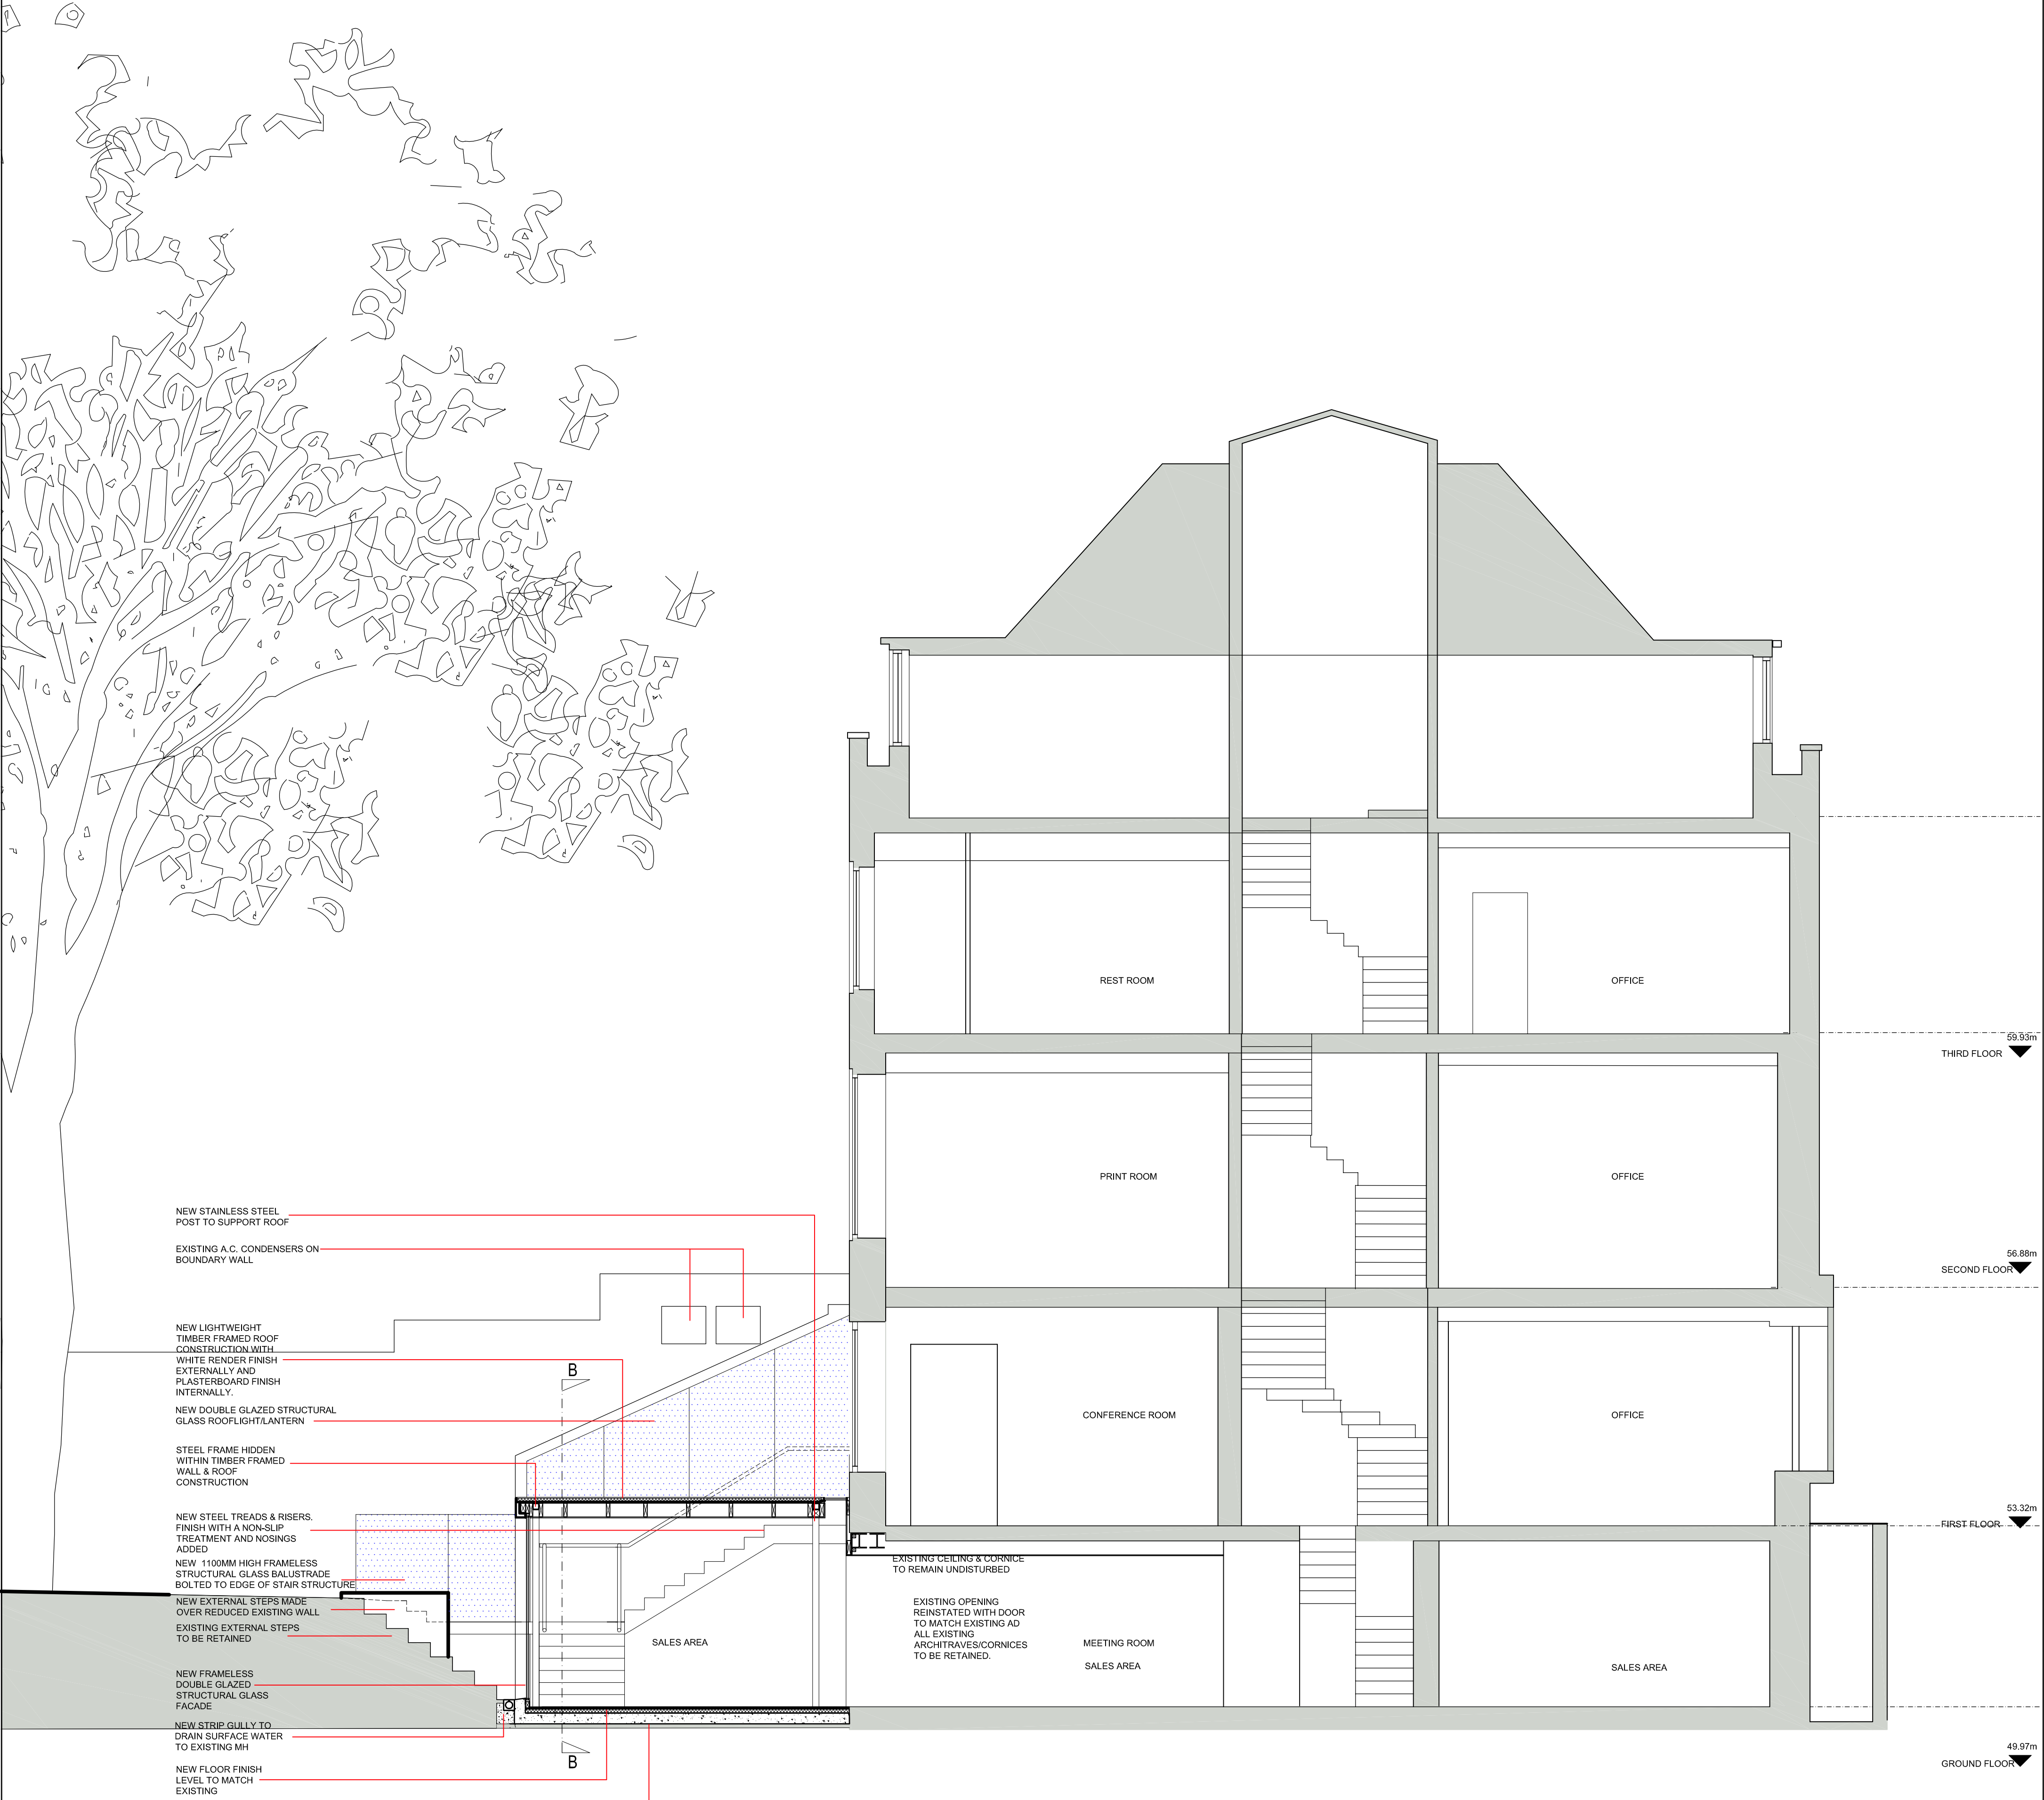 REST ROOM
OFFICE
59.93m
THIRD FLOOR
PRINT ROOM
OFFICE
NEW STAINLESS STEEL
POST TO SUPPORT ROOF
EXISTING A.C. CONDENSERS ON
BOUNDARY WALL
56.88m
SECOND FLOOR
NEW LIGHTWEIGHT
TIMBER FRAMED ROOF
CONSTRUCTION WITH
WHITE RENDER FINISH
EXTERNALLY AND
PLASTERBOARD FINISH
INTERNALLY.
B
NEW DOUBLE GLAZED STRUCTURAL
GLASS ROOFLIGHT/LANTERN
CONFERENCE ROOM
OFFICE
STEEL FRAME HIDDEN
WITHIN TIMBER FRAMED
WALL & ROOF
CONSTRUCTION
53.32m
FIRST FLOOR
NEW STEEL TREADS & RISERS.
FINISH WITH A NON-SLIP
TREATMENT AND NOSINGS
ADDED
NEW 1100MM HIGH FRAMELESS
STRUCTURAL GLASS BALUSTRADE
BOLTED TO EDGE OF STAIR STRUCTURE
NEW EXTERNAL STEPS MADE
OVER REDUCED EXISTING WALL
EXISTING EXTERNAL STEPS
TO BE RETAINED
EXISTING CEILING & CORNICE
TO REMAIN UNDISTURBED
EXISTING OPENING
REINSTATED WITH DOOR
TO MATCH EXISTING AD
ALL EXISTING
ARCHITRAVES/CORNICES
TO BE RETAINED.
SALES AREA
MEETING ROOM
SALES AREA
SALES AREA
NEW FRAMELESS
DOUBLE GLAZED
STRUCTURAL GLASS
FACADE
NEW STRIP GULLY TO
DRAIN SURFACE WATER
TO EXISTING MH
B
49.97m
GROUND FLOOR
NEW FLOOR FINISH
LEVEL TO MATCH
EXISTING